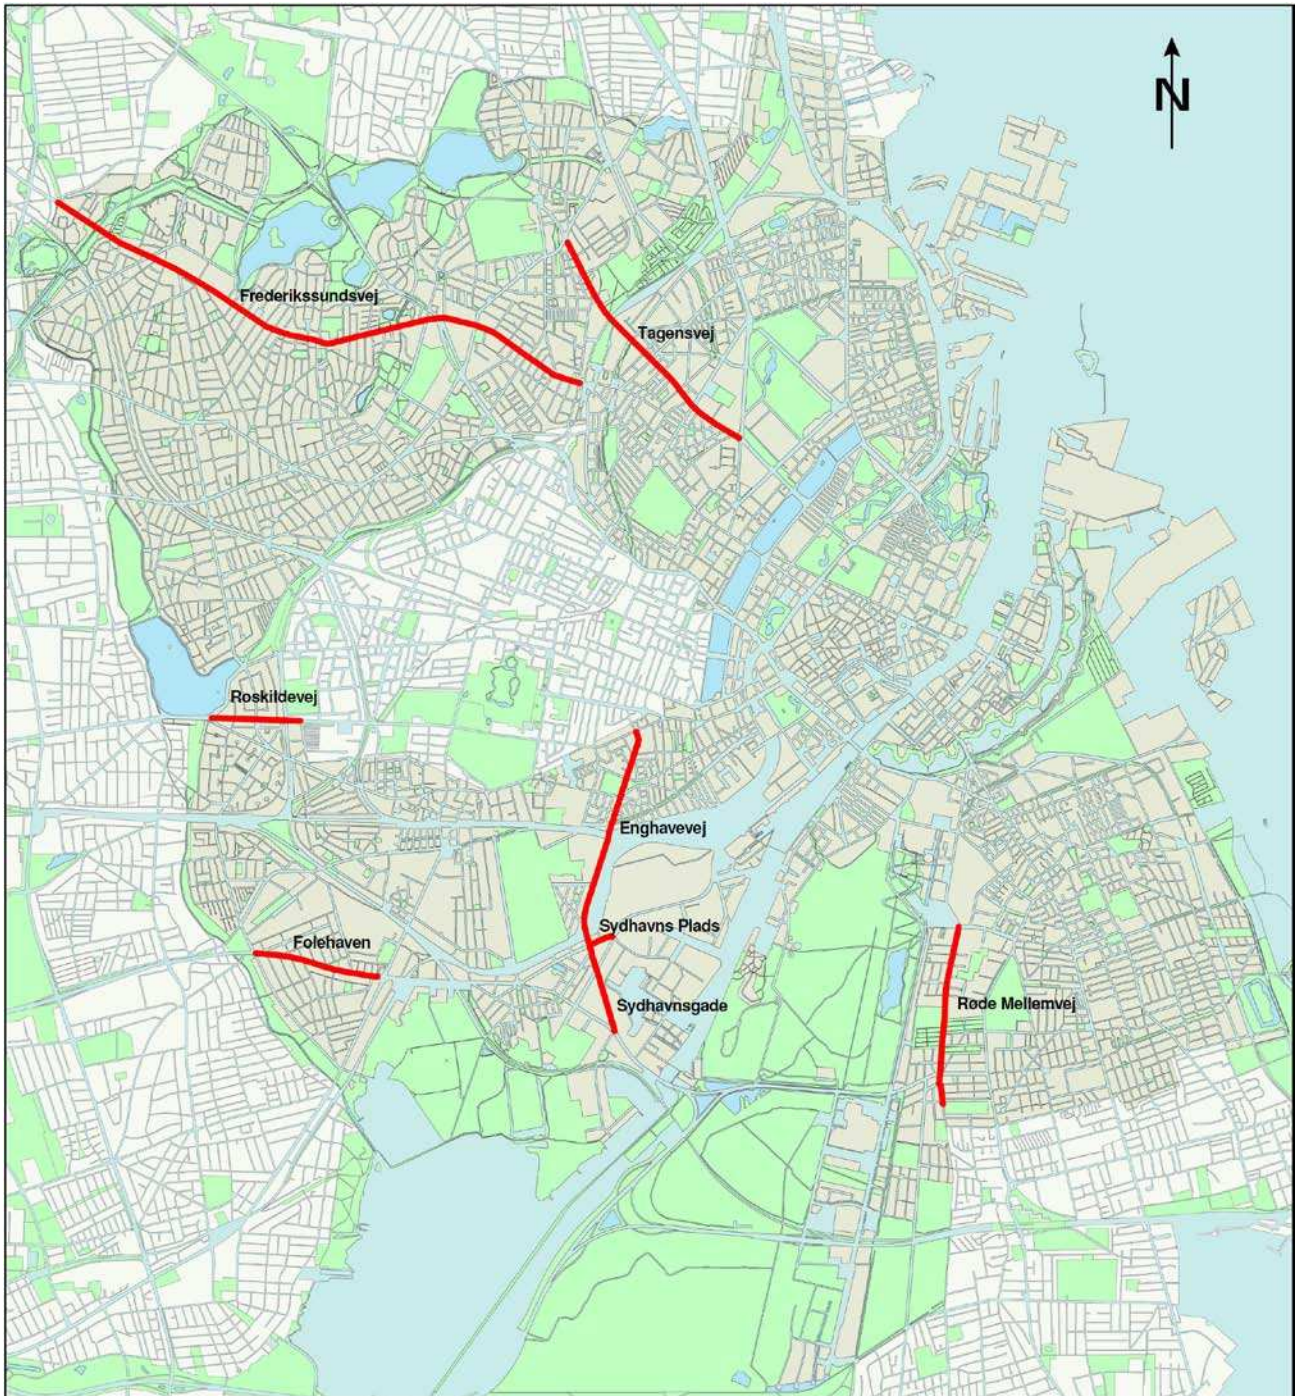 N
Frederikssundsvej
Tagensvej
Roskildevej
Enghavevej
Sydhavns Plads
Folehaven
Sydhavnsgade
Røde Mellemvej